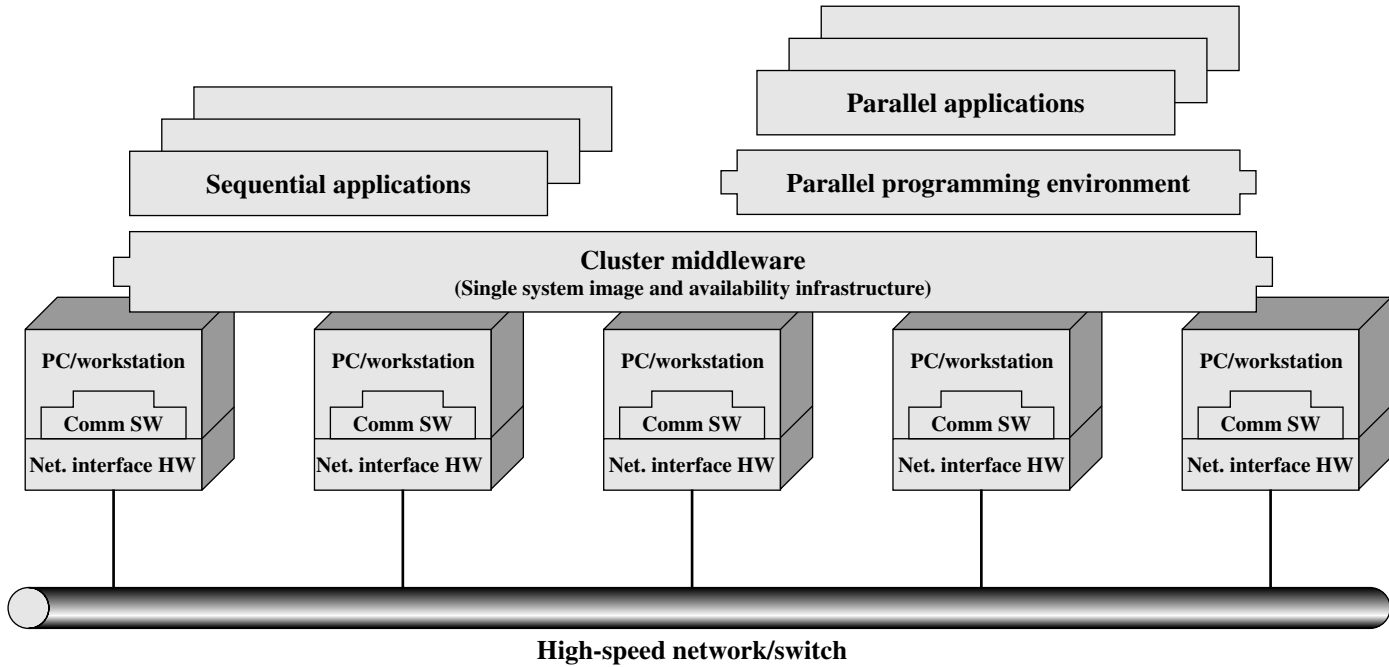 Parallel applications
Sequential applications
Parallel programming environment
Cluster middleware
(Single system image and availability infrastructure)
PC/workstation
Comm SW
Net. interface HW
PC/workstation
Comm SW
Net. interface HW
PC/workstation
Comm SW
Net. interface HW
PC/workstation
Comm SW
Net. interface HW
PC/workstation
Comm SW
Net. interface HW
High-speed network/switch